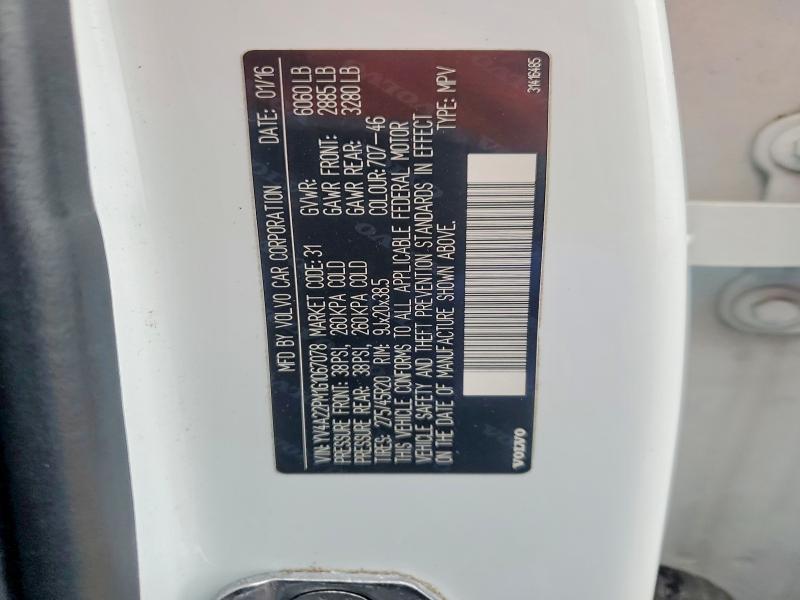 MFD BY VOLVO CAR CORPORATION DATE: 01/16
VIN: YV4A22PM1G1067078 MARKET CODE: 31 GVWR: 6060 LB
PRESSURE FRONT: 38PSI, 260KPA COLD GAWR FRONT: 2885 LB
PRESSURE REAR: 38PSI, 260KPA COLD GAWR REAR: 3280 LB
TIRES: 275/45R20 RIM: 9Jx20x38.5 COLOUR: 707-46
THIS VEHICLE CONFORMS TO ALL APPLICABLE FEDERAL MOTOR
VEHICLE SAFETY AND THEFT PREVENTION STANDARDS IN EFFECT
ON THE DATE OF MANUFACTURE SHOWN ABOVE. TYPE: MPV
VOLVO 31416485